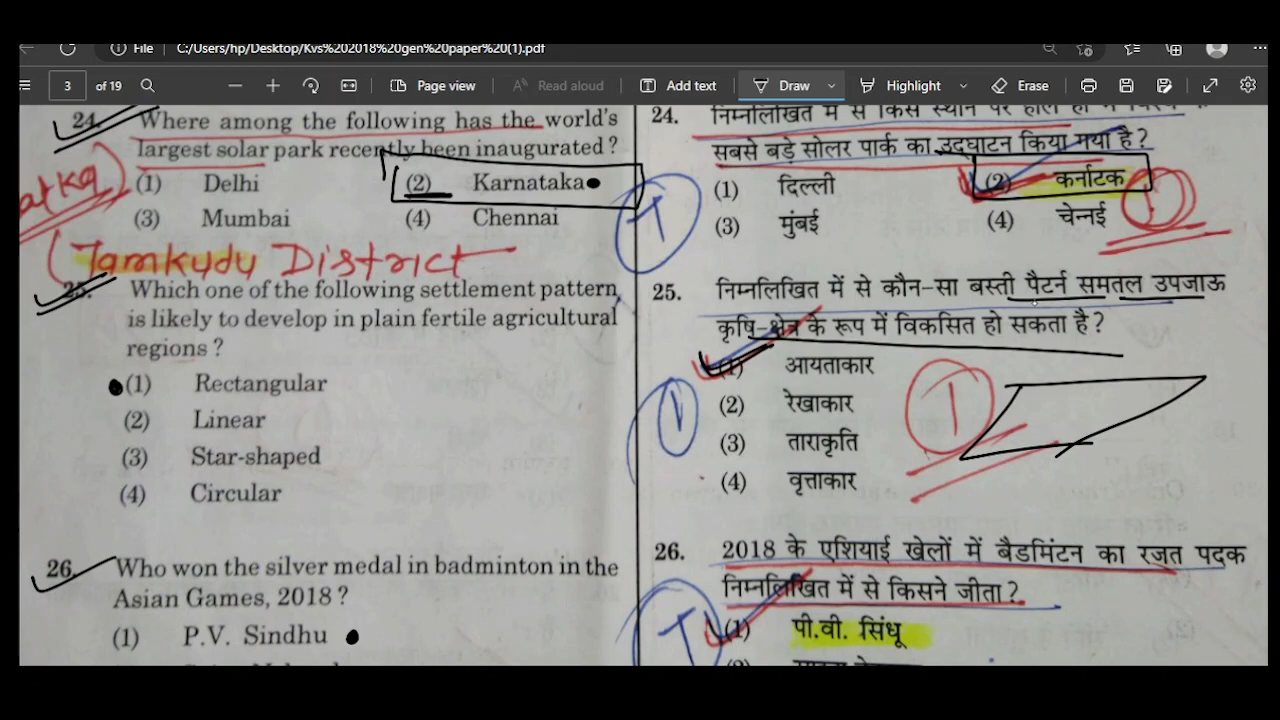 File C:/Users/hp/Desktop/Kvs%202018%20gen%20paper%20(1).pdf
3 of 19 Page view Read aloud Add text Draw Highlight Erase
24. Where among the following has the world's
largest solar park recently been inaugurated ?
(1) Delhi (2) Karnataka
(3) Mumbai (4) Chennai
Tamkudu District
25. Which one of the following settlement pattern
is likely to develop in plain fertile agricultural
regions ?
(1) Rectangular
(2) Linear
(3) Star-shaped
(4) Circular
26. Who won the silver medal in badminton in the
Asian Games, 2018 ?
(1) P.V. Sindhu
24. निम्नलिखित में से किस स्थान पर हाल ही में
सबसे बड़े सोलर पार्क का उद्घाटन किया गया है ?
(1) दिल्ली (2) कर्नाटक
(3) मुंबई (4) चेन्नई
25. निम्नलिखित में से कौन-सा बस्ती पैटर्न समतल उपजाऊ
कृषि-क्षेत्र के रूप में विकसित हो सकता है ?
(1) आयताकार
(2) रेखाकार
(3) ताराकृति
(4) वृत्ताकार
26. 2018 के एशियाई खेलों में बैडमिंटन का रजत पदक
निम्नलिखित में से किसने जीता ?
(1) पी.वी. सिंधू